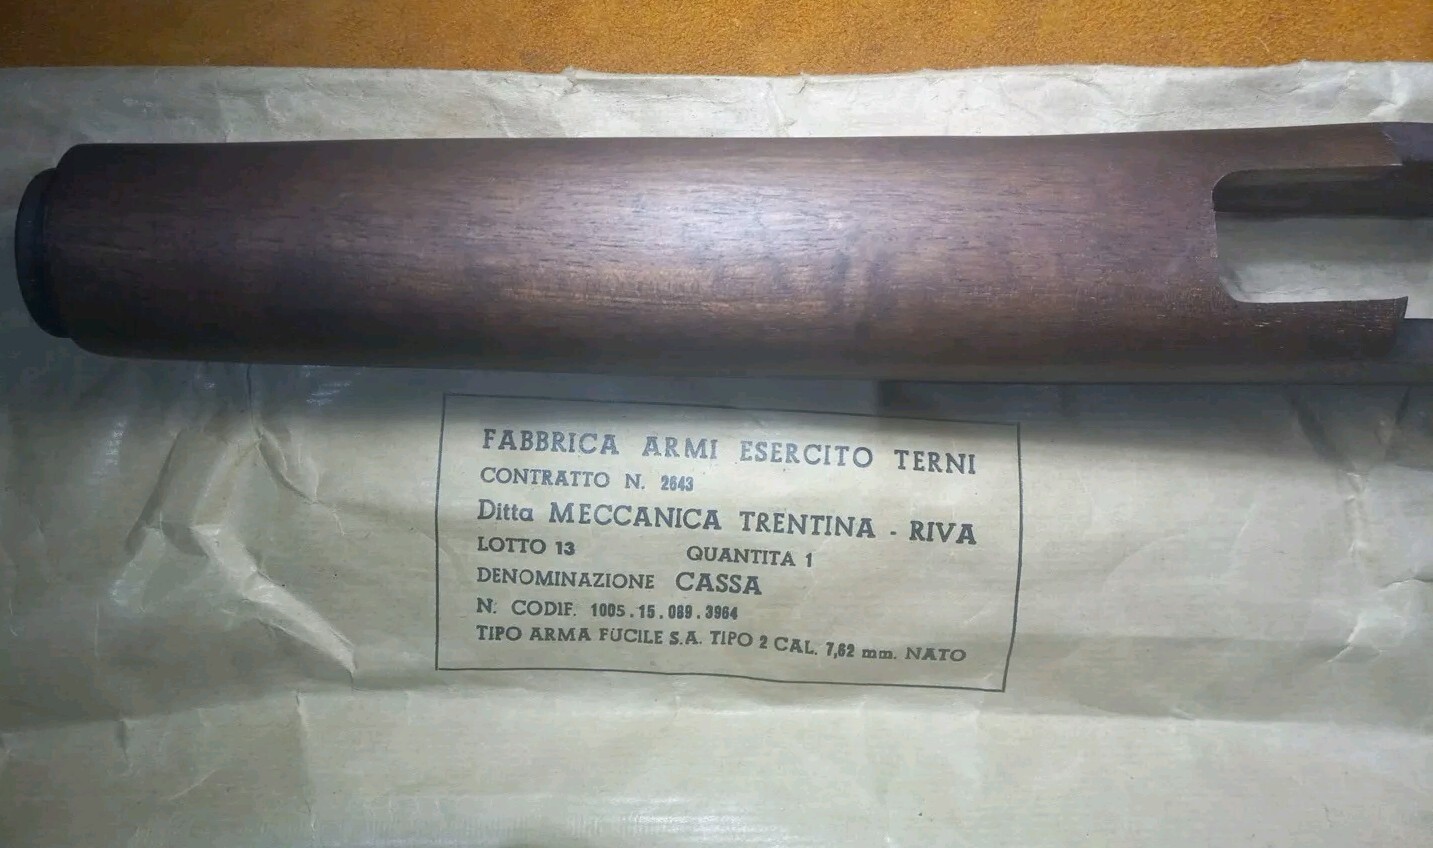 FABBRICA ARMI ESERCITO TERNI
CONTRATTO N. 2643
Ditta MECCANICA TRENTINA - RIVA
LOTTO 13 QUANTITA 1
DENOMINAZIONE CASSA
N. CODIF. 1005.15.089.3964
TIPO ARMA FUCILE S.A. TIPO 2 CAL. 7,62 mm. NATO